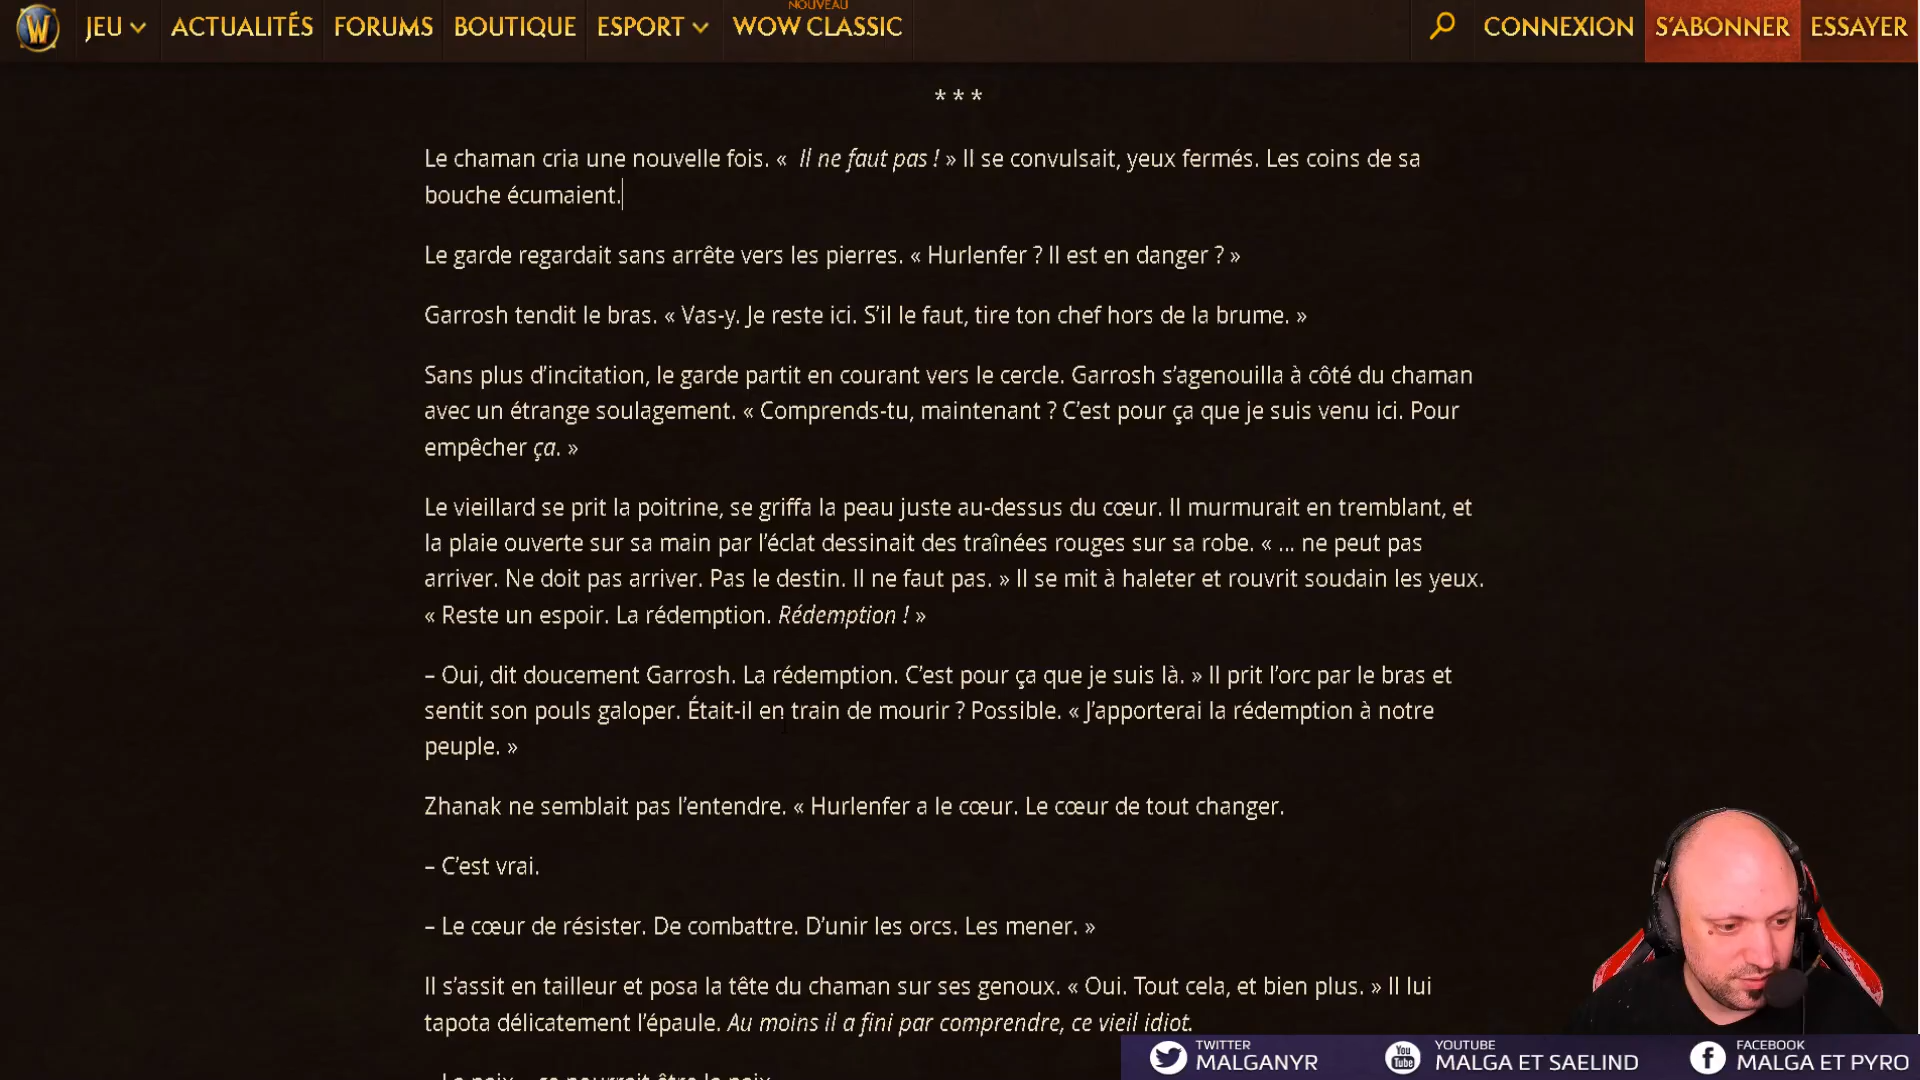 NOUVEAU
W JEU ACTUALITÉS FORUMS BOUTIQUE ESPORT WOW CLASSIC CONNEXION S'ABONNER ESSAYER
* * *
Le chaman cria une nouvelle fois. « Il ne faut pas ! » Il se convulsait, yeux fermés. Les coins de sa
bouche écumaient.
Le garde regardait sans arrête vers les pierres. « Hurlenfer ? Il est en danger ? »
Garrosh tendit le bras. « Vas-y. Je reste ici. S’il le faut, tire ton chef hors de la brume. »
Sans plus d’incitation, le garde partit en courant vers le cercle. Garrosh s’agenouilla à côté du chaman
avec un étrange soulagement. « Comprends-tu, maintenant ? C’est pour ça que je suis venu ici. Pour
empêcher ça. »
Le vieillard se prit la poitrine, se griffa la peau juste au-dessus du cœur. Il murmurait en tremblant, et
la plaie ouverte sur sa main par l’éclat dessinait des traînées rouges sur sa robe. « ... ne peut pas
arriver. Ne doit pas arriver. Pas le destin. Il ne faut pas. » Il se mit à haleter et rouvrit soudain les yeux.
« Reste un espoir. La rédemption. Rédemption ! »
– Oui, dit doucement Garrosh. La rédemption. C’est pour ça que je suis là. » Il prit l’orc par le bras et
sentit son pouls galoper. Était-il en train de mourir ? Possible. « J’apporterai la rédemption à notre
peuple. »
Zhanak ne semblait pas l’entendre. « Hurlenfer a le cœur. Le cœur de tout changer.
– C’est vrai.
– Le cœur de résister. De combattre. D’unir les orcs. Les mener. »
Il s’assit en tailleur et posa la tête du chaman sur ses genoux. « Oui. Tout cela, et bien plus. » Il lui
tapota délicatement l’épaule. Au moins il a fini par comprendre, ce vieil idiot.
TWITTER
MALGANYR
You Tube
YOUTUBE
MALGA ET SAELIND
FACEBOOK
MALGA ET PYRO